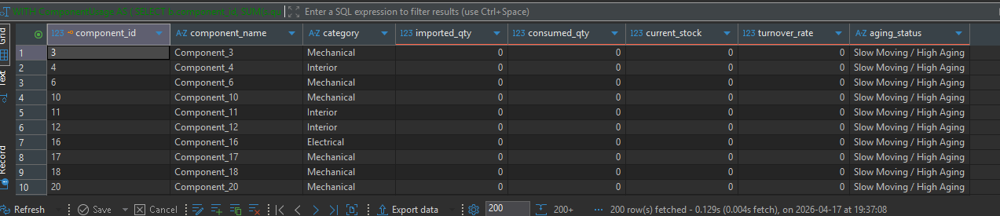 WITH ComponentUsage AS ( SELECT b.component_id, SUM(s.qu Enter a SQL expression to filter results (use Ctrl+Space)
Grid
Text
Record
123 component_id A-Z component_name A-Z category 123 imported_qty 123 consumed_qty 123 current_stock 123 turnover_rate A-Z aging_status
1 3 Component_3 Mechanical 0 0 0 0 Slow Moving / High Aging
2 4 Component_4 Interior 0 0 0 0 Slow Moving / High Aging
3 6 Component_6 Mechanical 0 0 0 0 Slow Moving / High Aging
4 10 Component_10 Mechanical 0 0 0 0 Slow Moving / High Aging
5 11 Component_11 Interior 0 0 0 0 Slow Moving / High Aging
6 12 Component_12 Interior 0 0 0 0 Slow Moving / High Aging
7 16 Component_16 Electrical 0 0 0 0 Slow Moving / High Aging
8 17 Component_17 Mechanical 0 0 0 0 Slow Moving / High Aging
9 18 Component_18 Mechanical 0 0 0 0 Slow Moving / High Aging
10 20 Component_20 Mechanical 0 0 0 0 Slow Moving / High Aging
Refresh Save Cancel Export data 200 200+ ... 200 row(s) fetched - 0.129s (0.004s fetch), on 2026-04-17 at 19:37:08